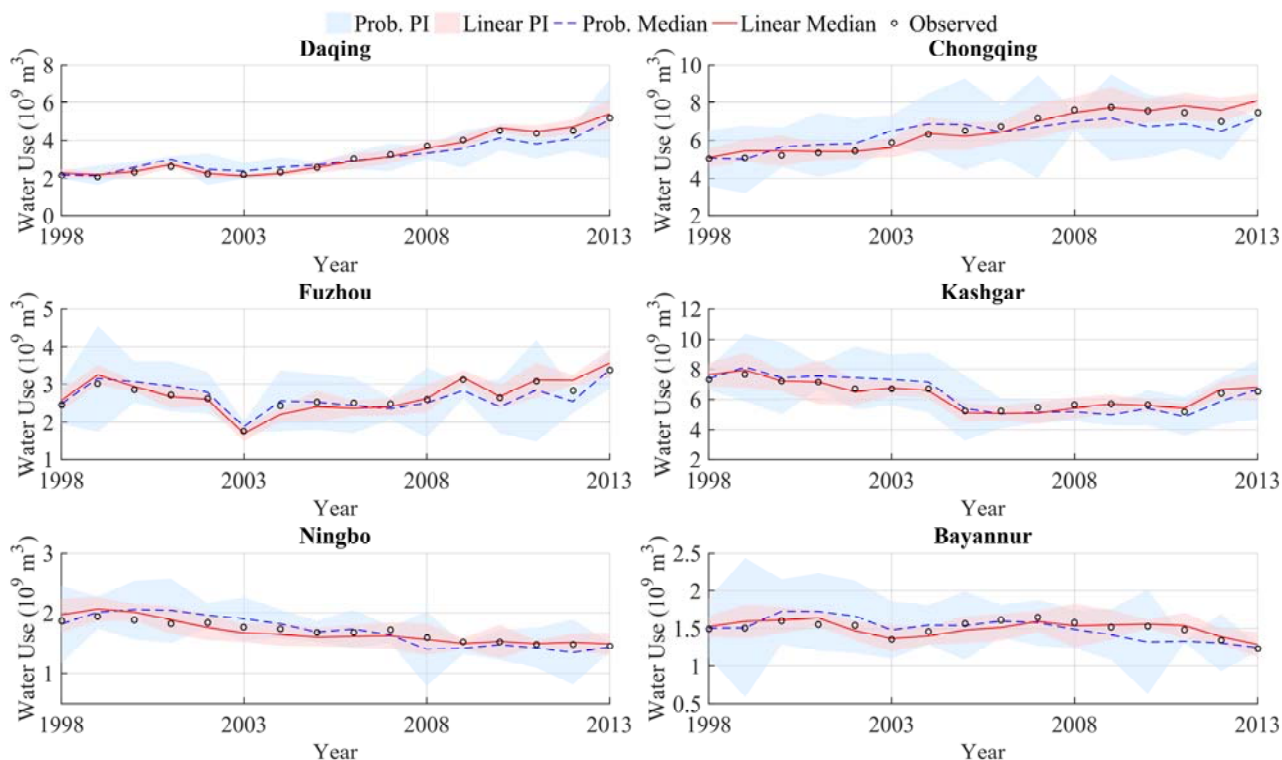 Prob. PI Linear PI Prob. Median Linear Median Observed
Daqing
Water Use (10⁹ m³)
8
6
4
2
0
1998 2003 2008 2013
Year
Chongqing
Water Use (10⁹ m³)
10
8
6
4
2
1998 2003 2008 2013
Year
Fuzhou
Water Use (10⁹ m³)
5
4
3
2
1
1998 2003 2008 2013
Year
Kashgar
Water Use (10⁹ m³)
12
10
8
6
4
2
1998 2003 2008 2013
Year
Ningbo
Water Use (10⁹ m³)
3
2
1
1998 2003 2008 2013
Year
Bayannur
Water Use (10⁹ m³)
2.5
2
1.5
1
0.5
1998 2003 2008 2013
Year